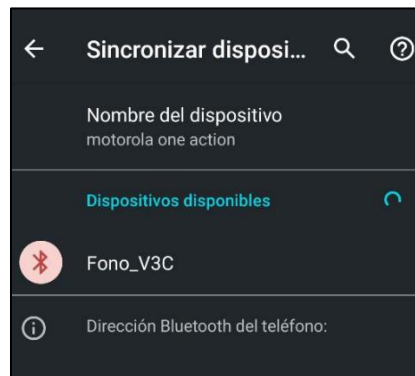 Sincronizar disposi...
Nombre del dispositivo
motorola one action
Dispositivos disponibles
Fono_V3C
Dirección Bluetooth del teléfono: